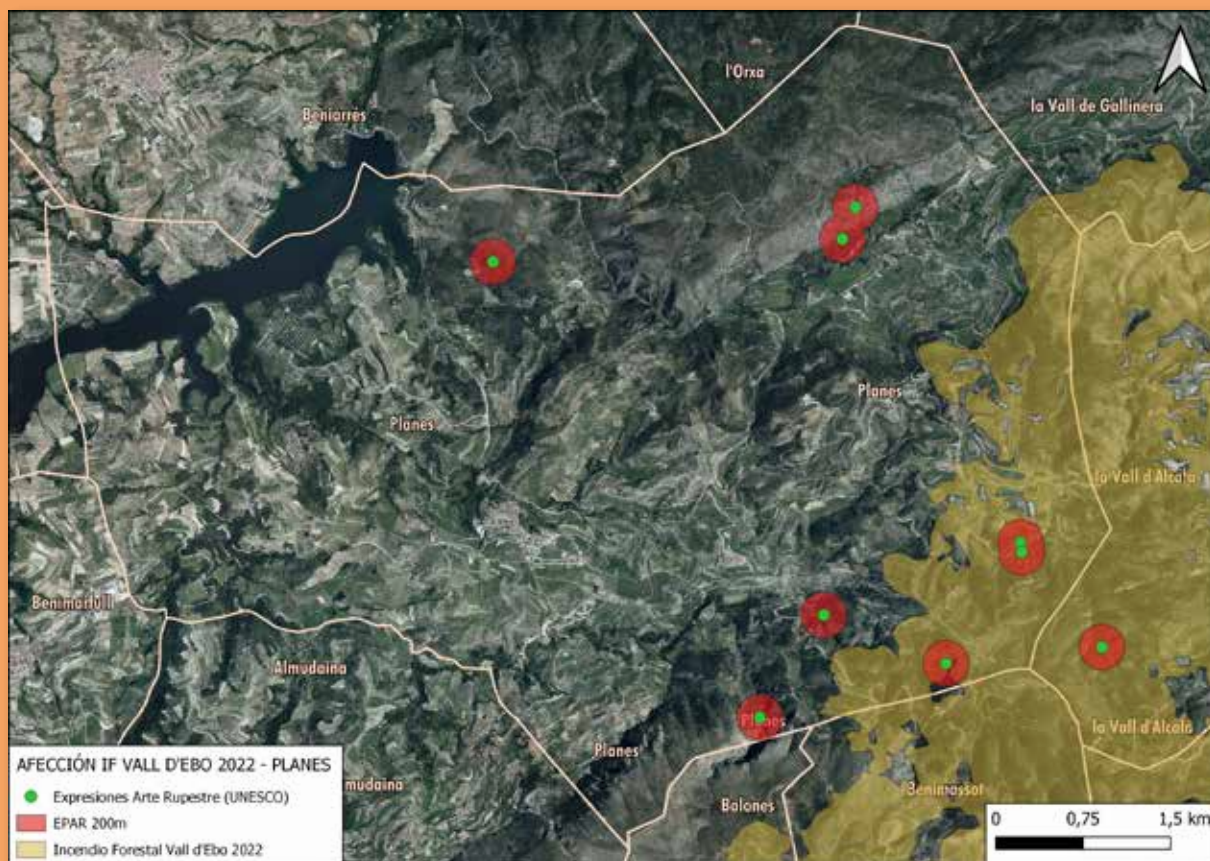 l'Orxa
la Vall de Gallinera
Beniarrés
Planes
Planes
la Vall d'Alcalà
Benimarfull
Almudaina
Planes
la Vall d'Alcalà
Planes
Benimassot
Balones
mudaina
AFECCIÓN IF VALL D'EBO 2022 - PLANES
Expresiones Arte Rupestre (UNESCO)
EPAR 200m
Incendio Forestal Vall d'Ebo 2022
0 0,75 1,5 km